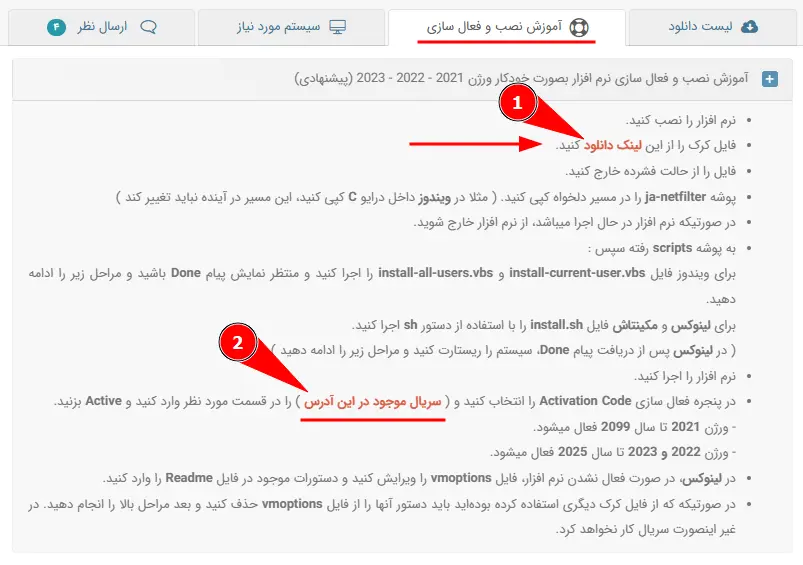 لیست دانلود
آموزش نصب و فعال سازی
سیستم مورد نیاز
ارسال نظر ۴
آموزش نصب و فعال سازی نرم افزار بصورت خودکار ورژن 2021 - 2022 - 2023 (پیشنهادی)
1
نرم افزار را نصب کنید.
فایل کرک را از این لینک دانلود کنید.
فایل را از حالت فشرده خارج کنید.
پوشه ja-netfilter را در مسیر دلخواه کپی کنید. ( مثلا در ویندوز داخل درایو C کپی کنید، این مسیر در آینده نباید تغییر کند )
در صورتیکه نرم افزار در حال اجرا میباشد، از نرم افزار خارج شوید.
به پوشه scripts رفته سپس :
برای ویندوز فایل install-current-user.vbs و install-all-users.vbs را اجرا کنید و منتظر نمایش پیام Done باشید و مراحل زیر را ادامه
دهید.
برای لینوکس و مکینتاش فایل install.sh را با استفاده از دستور sh اجرا کنید.
( در لینوکس پس از دریافت پیام Done، سیستم را ریستارت کنید و مراحل زیر را ادامه دهید )
2
نرم افزار را اجرا کنید.
در پنجره فعال سازی Activation Code را انتخاب کنید و ( سریال موجود در این آدرس ) را در قسمت مورد نظر وارد کنید و Active بزنید.
- ورژن 2021 تا سال 2099 فعال میشود.
- ورژن 2022 و 2023 تا سال 2025 فعال میشود.
در لینوکس، در صورت فعال نشدن نرم افزار، فایل vmoptions را ویرایش کنید و دستورات موجود در فایل Readme را وارد کنید.
در صورتیکه که از فایل کرک دیگری استفاده کرده بوده‌اید باید دستور آنها را از فایل vmoptions حذف کنید و بعد مراحل بالا را انجام دهید. در
غیر اینصورت سریال کار نخواهد کرد.